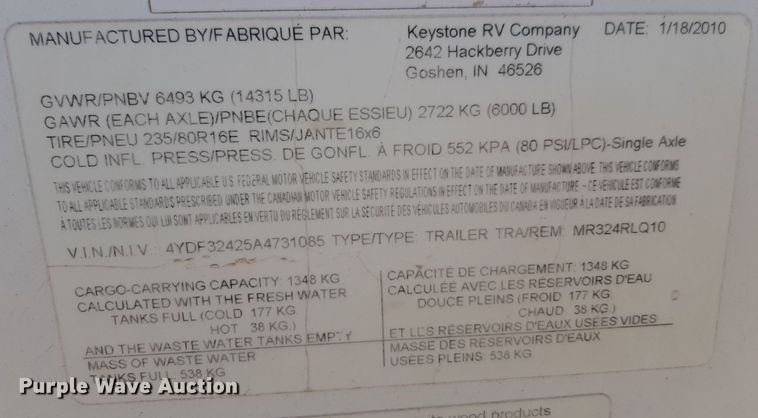 MANUFACTURED BY/FABRIQUÉ PAR: Keystone RV Company DATE: 1/18/2010
2642 Hackberry Drive
Goshen, IN 46526
GVWR/PNBV 6493 KG (14315 LB)
GAWR (EACH AXLE)/PNBE(CHAQUE ESSIEU) 2722 KG (6000 LB)
TIRE/PNEU 235/80R16E RIMS/JANTE16x6
COLD INFL. PRESS/PRESS. DE GONFL. À FROID 552 KPA (80 PSI/LPC)-Single Axle
THIS VEHICLE CONFORMS TO ALL APPLICABLE U.S. FEDERAL MOTOR VEHICLE SAFETY STANDARDS IN EFFECT ON THE DATE OF MANUFACTURE SHOWN ABOVE. THIS VEHICLE CONFORMS
TO ALL APPLICABLE STANDARDS PRESCRIBED UNDER THE CANADIAN MOTOR VEHICLE SAFETY REGULATIONS IN EFFECT ON THE DATE OF MANUFACTURE - CE VÉHICULE EST CONFORME
À TOUTES LES NORMES QUI LUI SONT APPLICABLES EN VERTU DU RÈGLEMENT SUR LA SÉCURITÉ DES VÉHICULES AUTOMOBILES DU CANADA EN VIGUEUR À LA DATE DE SA FABRICATION
V.I.N./N.I.V.: 4YDF32425A4731085 TYPE/TYPE: TRAILER TRA/REM: MR324RLQ10
CARGO-CARRYING CAPACITY: 1348 KG
CALCULATED WITH THE FRESH WATER
TANKS FULL (COLD 177 KG.
HOT 38 KG.)
AND THE WASTE WATER TANKS EMPTY
MASS OF WASTE WATER
TANKS FULL: 538 KG
CAPACITÉ DE CHARGEMENT: 1348 KG
CALCULÉE AVEC LES RÉSERVOIRS D'EAU
DOUCE PLEINS (FROID 177 KG.
CHAUD 38 KG.)
ET LES RÉSERVOIRS D'EAUX USÉES VIDES
MASSE DES RÉSERVOIRS D'EAUX
USÉES PLEINS: 538 KG
Purple Wave Auction
wood products